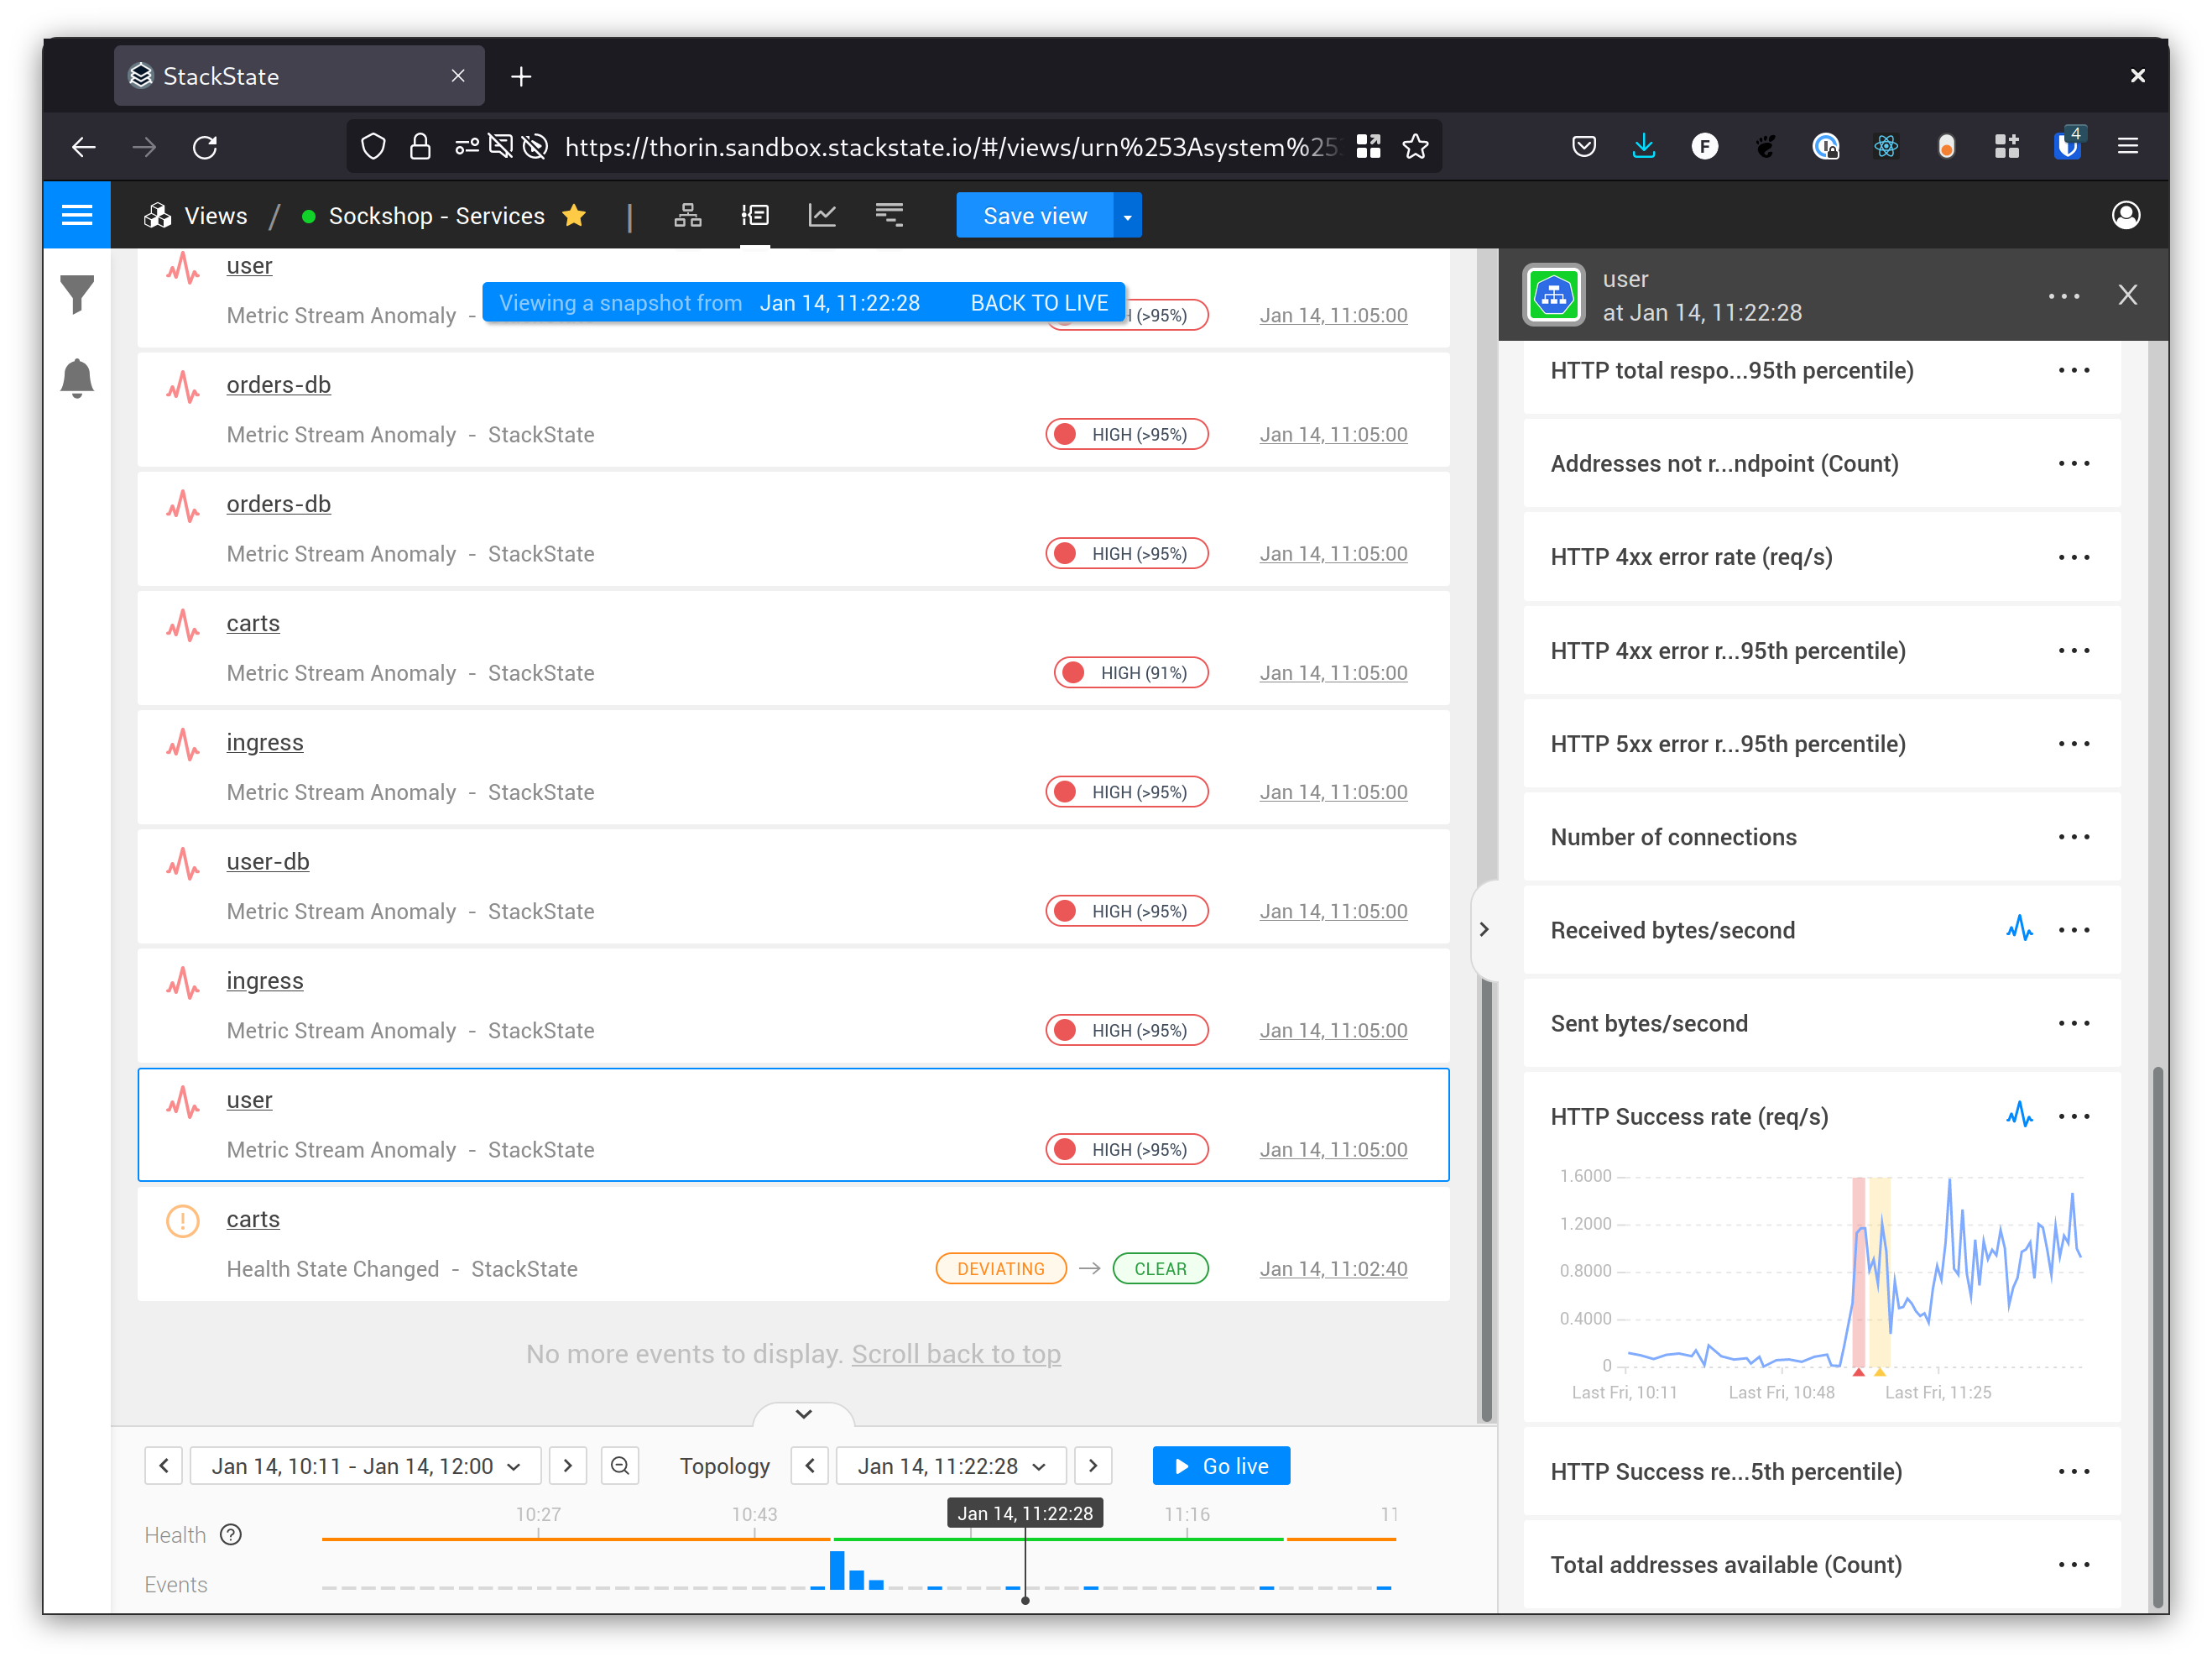 StackState
https://thorin.sandbox.stackstate.io/#/views/urn%253Asystem%25
F
4
Views / Sockshop - Services | Save view
user
Metric Stream Anomaly -
Viewing a snapshot from Jan 14, 11:22:28 BACK TO LIVE
(>95%) Jan 14, 11:05:00
orders-db
Metric Stream Anomaly - StackState HIGH (>95%) Jan 14, 11:05:00
orders-db
Metric Stream Anomaly - StackState HIGH (>95%) Jan 14, 11:05:00
carts
Metric Stream Anomaly - StackState HIGH (91%) Jan 14, 11:05:00
ingress
Metric Stream Anomaly - StackState HIGH (>95%) Jan 14, 11:05:00
user-db
Metric Stream Anomaly - StackState HIGH (>95%) Jan 14, 11:05:00
ingress
Metric Stream Anomaly - StackState HIGH (>95%) Jan 14, 11:05:00
user
Metric Stream Anomaly - StackState HIGH (>95%) Jan 14, 11:05:00
carts
Health State Changed - StackState DEVIATING → CLEAR Jan 14, 11:02:40
No more events to display. Scroll back to top
Jan 14, 10:11 - Jan 14, 12:00 Topology Jan 14, 11:22:28 Go live
10:27 10:43 Jan 14, 11:22:28 11:16 11
Health ?
Events
user
at Jan 14, 11:22:28
HTTP total respo...95th percentile)
Addresses not r...ndpoint (Count)
HTTP 4xx error rate (req/s)
HTTP 4xx error r...95th percentile)
HTTP 5xx error r...95th percentile)
Number of connections
Received bytes/second
Sent bytes/second
HTTP Success rate (req/s)
1.6000
1.2000
0.8000
0.4000
0
Last Fri, 10:11 Last Fri, 10:48 Last Fri, 11:25
HTTP Success re...5th percentile)
Total addresses available (Count)